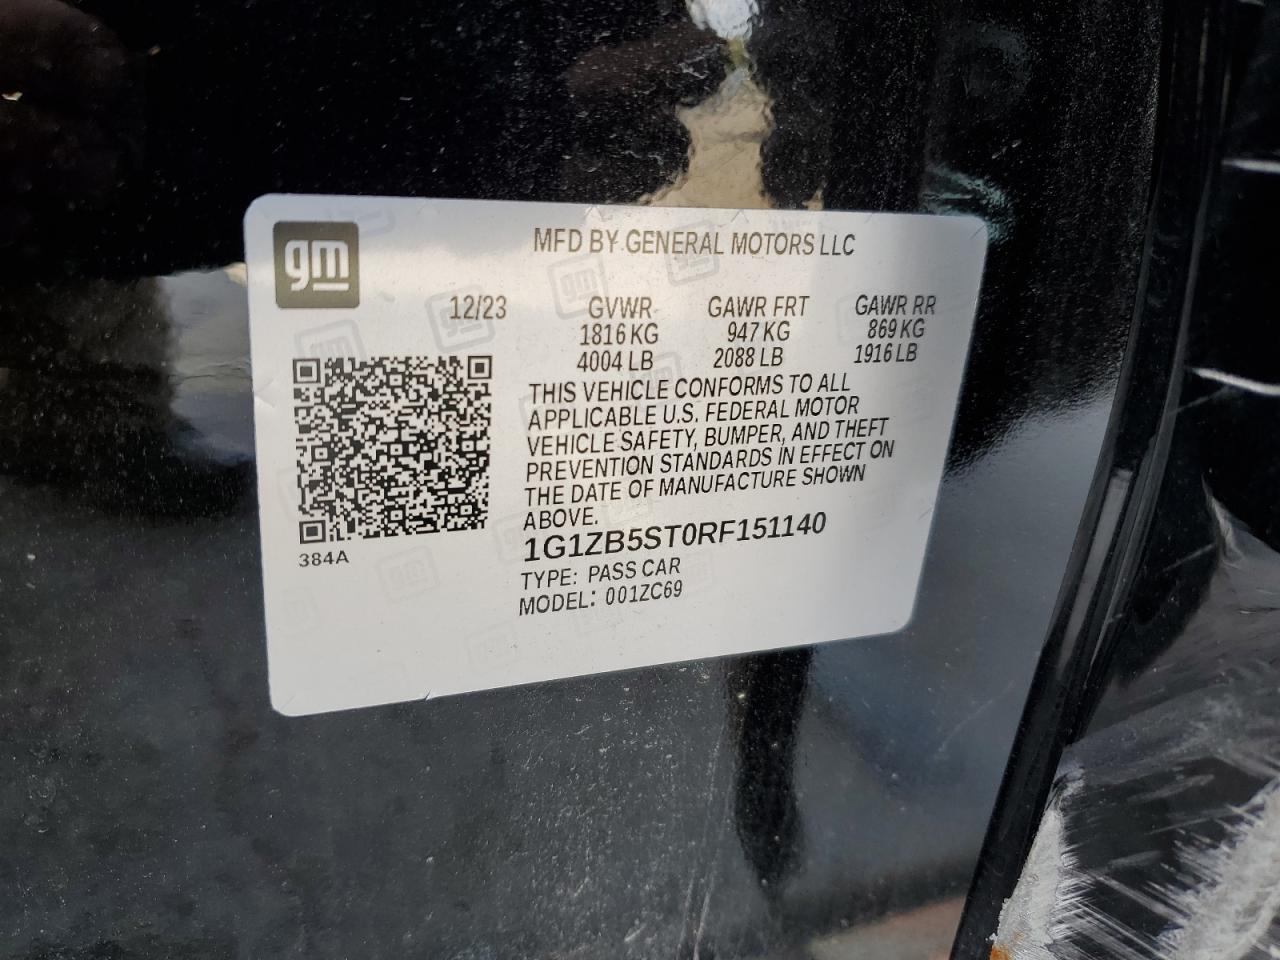 gm
MFD BY GENERAL MOTORS LLC
12/23 GVWR GAWR FRT GAWR RR
1816 KG 947 KG 869 KG
4004 LB 2088 LB 1916 LB
THIS VEHICLE CONFORMS TO ALL
APPLICABLE U.S. FEDERAL MOTOR
VEHICLE SAFETY, BUMPER, AND THEFT
PREVENTION STANDARDS IN EFFECT ON
THE DATE OF MANUFACTURE SHOWN
ABOVE.
384A
1G1ZB5ST0RF151140
TYPE: PASS CAR
MODEL: 001ZC69